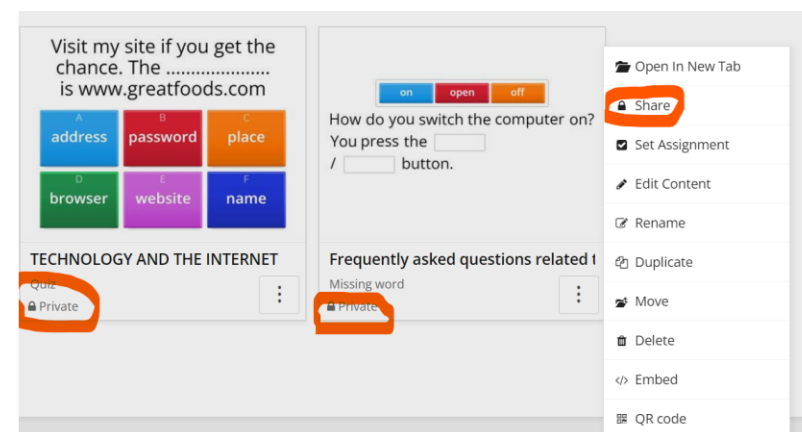 Visit my site if you get the
chance. The .....................
is www.greatfoods.com
A
address
B
password
C
place
D
browser
E
website
F
name
TECHNOLOGY AND THE INTERNET
Quiz
Private
on open off
How do you switch the computer on?
You press the
/ button.
Frequently asked questions related t
Missing word
Private
Open In New Tab
Share
Set Assignment
Edit Content
Rename
Duplicate
Move
Delete
</> Embed
QR code